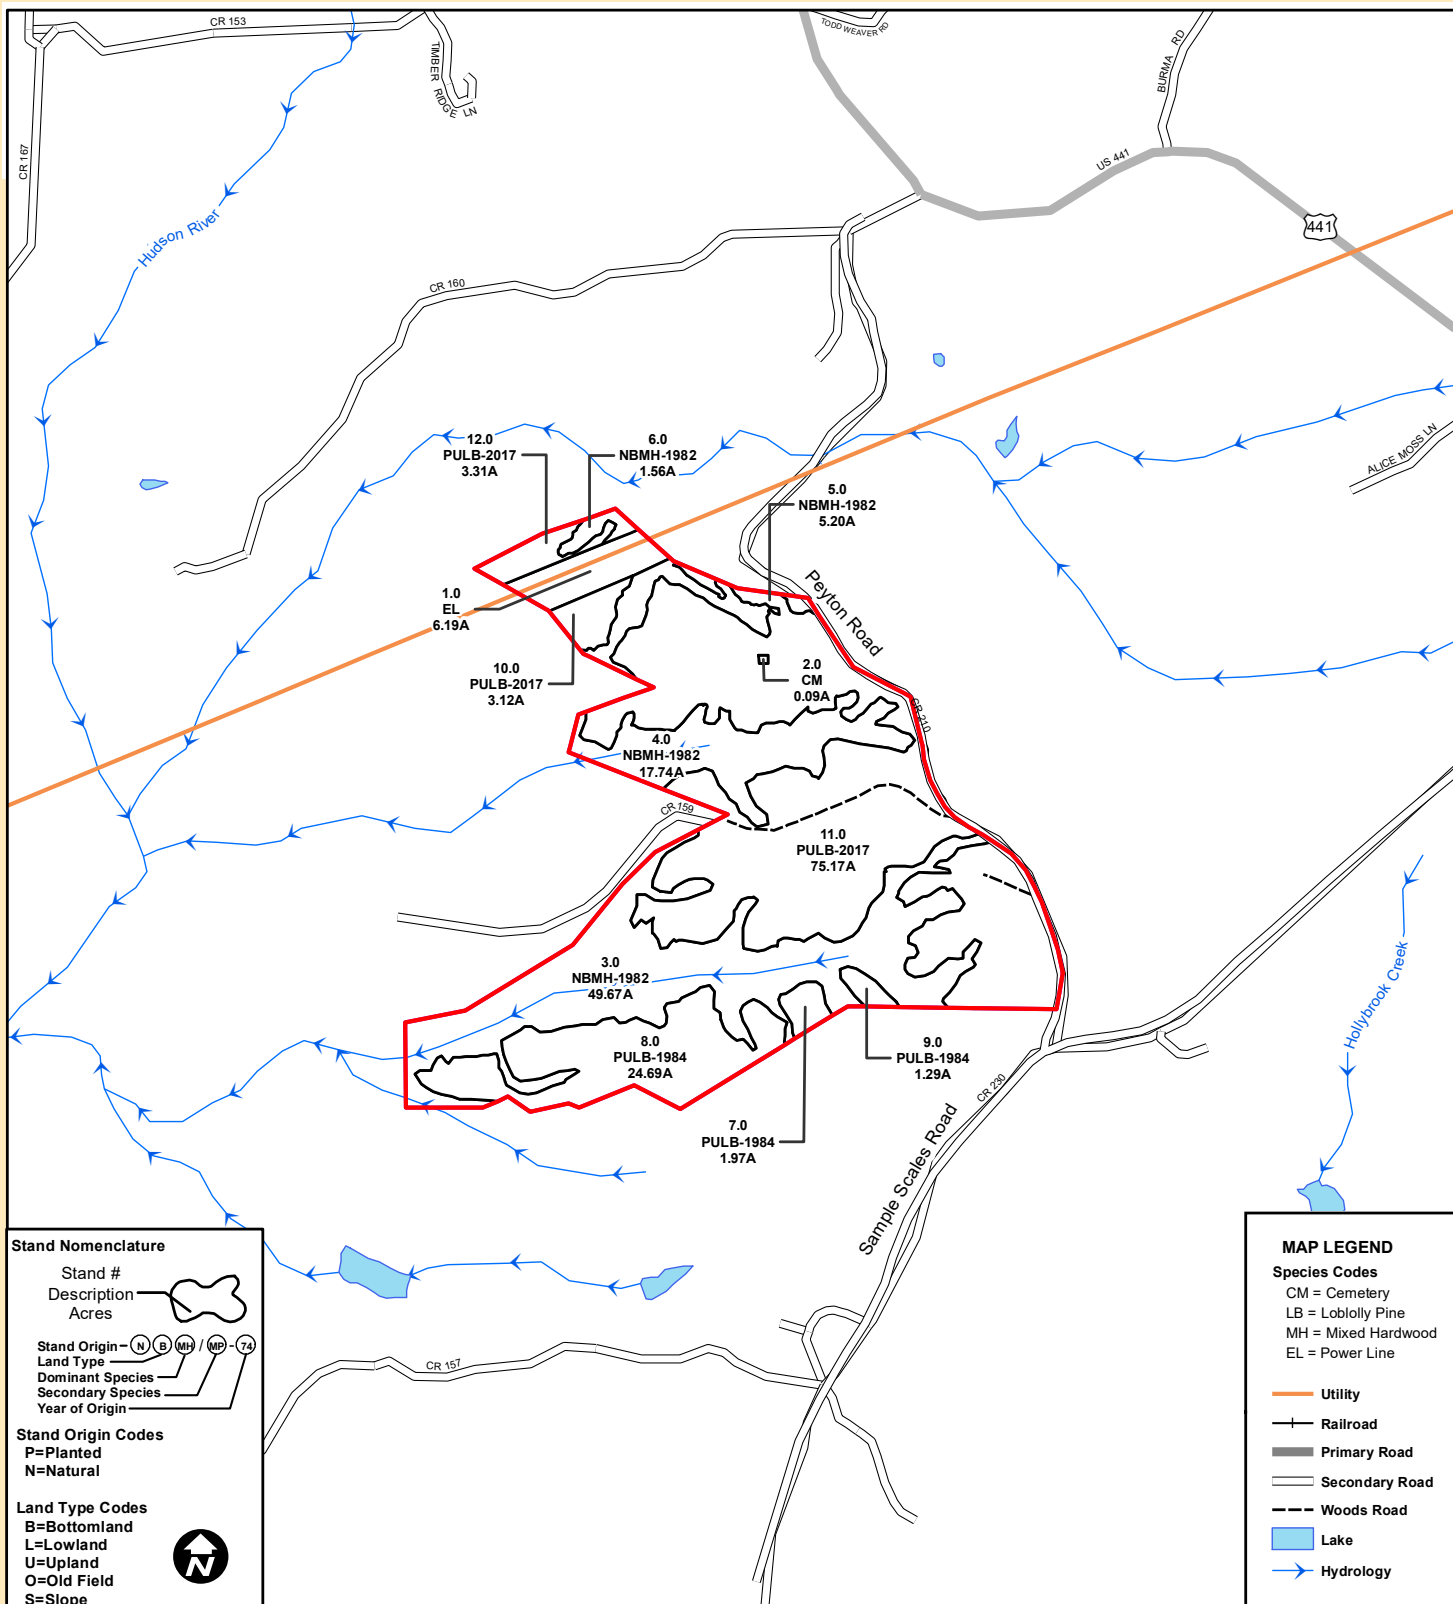 CR 153
TODD WEAVER RD
TIMBER RIDGE LN
BURMA RD
CR 167
US 441
441
Hudson River
CR 160
ALICE MOSS LN
12.0
PULB-2017
3.31A
6.0
NBMH-1982
1.56A
5.0
NBMH-1982
5.20A
1.0
EL
6.19A
Peyton Road
10.0
PULB-2017
3.12A
2.0
CM
0.09A
CR 210
4.0
NBMH-1982
17.74A
CR 159
11.0
PULB-2017
75.17A
3.0
NBMH-1982
49.67A
Hollybrook Creek
8.0
PULB-1984
24.69A
9.0
PULB-1984
1.29A
CR 230
7.0
PULB-1984
1.97A
Sample Scales Road
CR 157
Stand Nomenclature
Stand #
Description
Acres
Stand Origin - N B MH / MP - 74
Land Type
Dominant Species
Secondary Species
Year of Origin
Stand Origin Codes
P=Planted
N=Natural
Land Type Codes
B=Bottomland
L=Lowland
U=Upland
O=Old Field
S=Slope
N
MAP LEGEND
Species Codes
CM = Cemetery
LB = Loblolly Pine
MH = Mixed Hardwood
EL = Power Line
Utility
Railroad
Primary Road
Secondary Road
Woods Road
Lake
Hydrology